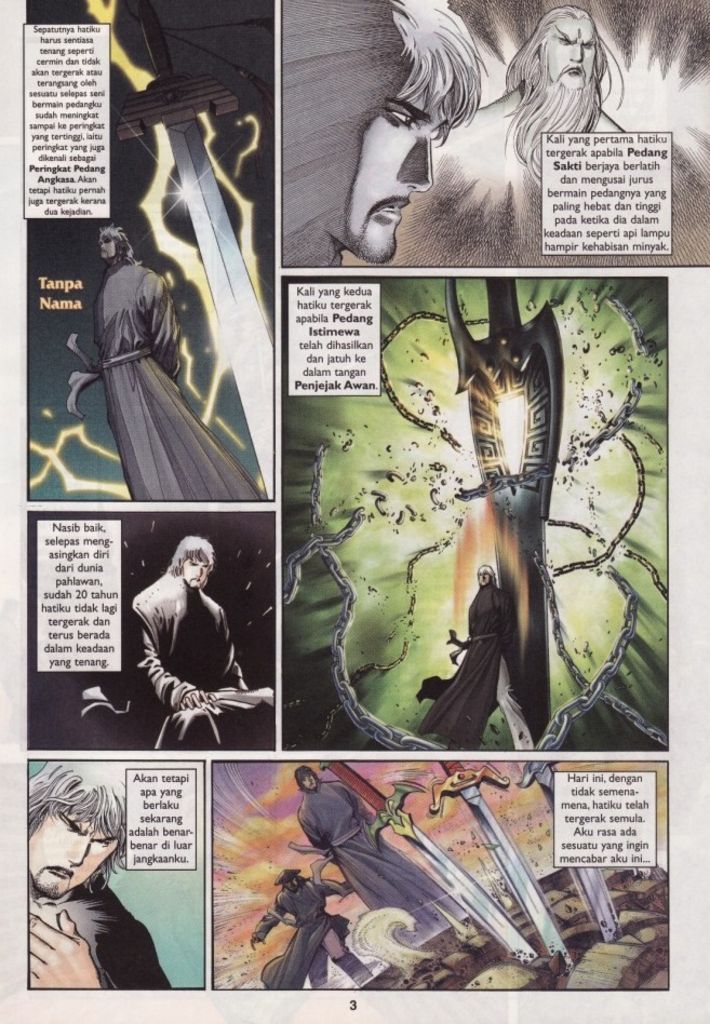 Sepatutnya hatiku
harus sentiasa
tenang seperti
cermin dan tidak
akan tergerak atau
terangsang oleh
sesuatu selepas seni
bermain pedangku
sudah meningkat
sampai ke peringkat
yang tertinggi, iaitu
peringkat yang juga
dikenali sebagai
Peringkat Pedang
Angkasa. Akan
tetapi hatiku pernah
juga tergerak kerana
dua kejadian.
Tanpa
Nama
Kali yang pertama hatiku
tergerak apabila Pedang
Sakti berjaya berlatih
dan mengusai jurus
bermain pedangnya yang
paling hebat dan tinggi
pada ketika dia dalam
keadaan seperti api lampu
hampir kehabisan minyak.
Kali yang kedua
hatiku tergerak
apabila Pedang
Istimewa
telah dihasilkan
dan jatuh ke
dalam tangan
Penjejak Awan.
Nasib baik,
selepas meng-
asingkan diri
dari dunia
pahlawan,
sudah 20 tahun
hatiku tidak lagi
tergerak dan
terus berada
dalam keadaan
yang tenang.
Akan tetapi
apa yang
berlaku
sekarang
adalah benar-
benar di luar
jangkaanku.
Hari ini, dengan
tidak semena-
mena, hatiku telah
tergerak semula.
Aku rasa ada
sesuatu yang ingin
mencabar aku ini...
3